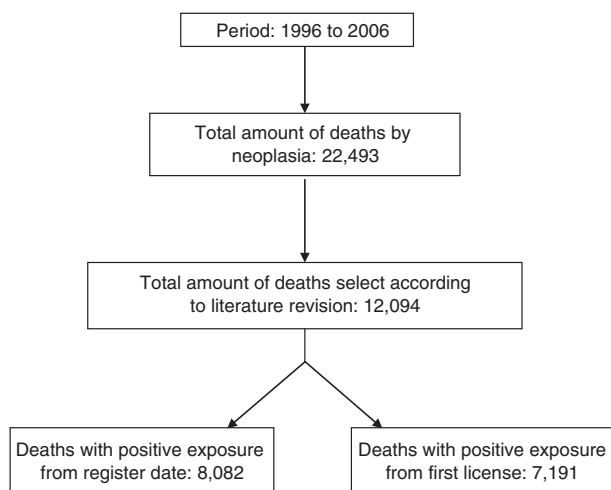 Period: 1996 to 2006
Total amount of deaths by
neoplasia: 22,493
Total amount of deaths select according
to literature revision: 12,094
Deaths with positive exposure
from register date: 8,082
Deaths with positive exposure
from first license: 7,191